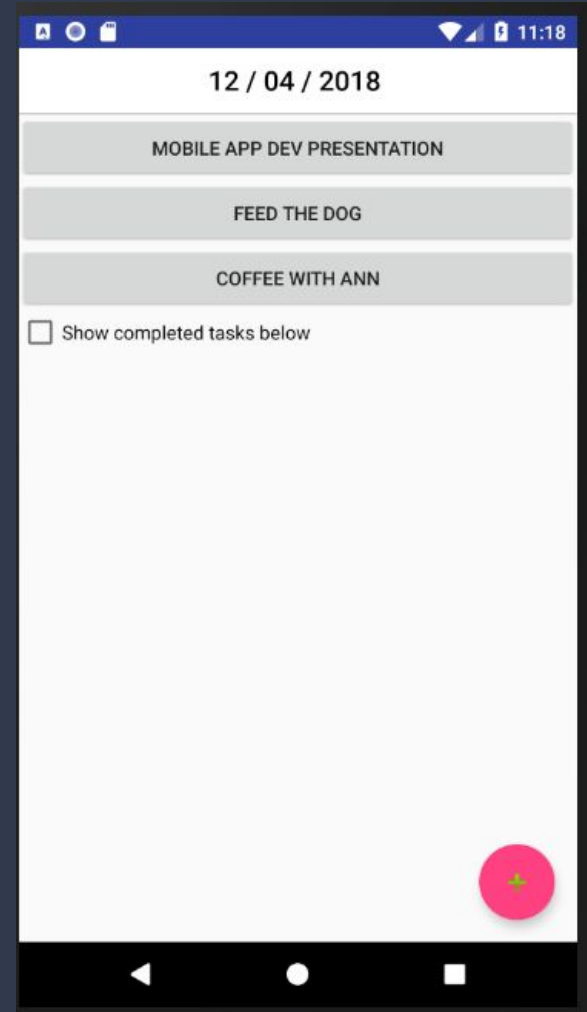 11:18
12 / 04 / 2018
MOBILE APP DEV PRESENTATION
FEED THE DOG
COFFEE WITH ANN
Show completed tasks below
+